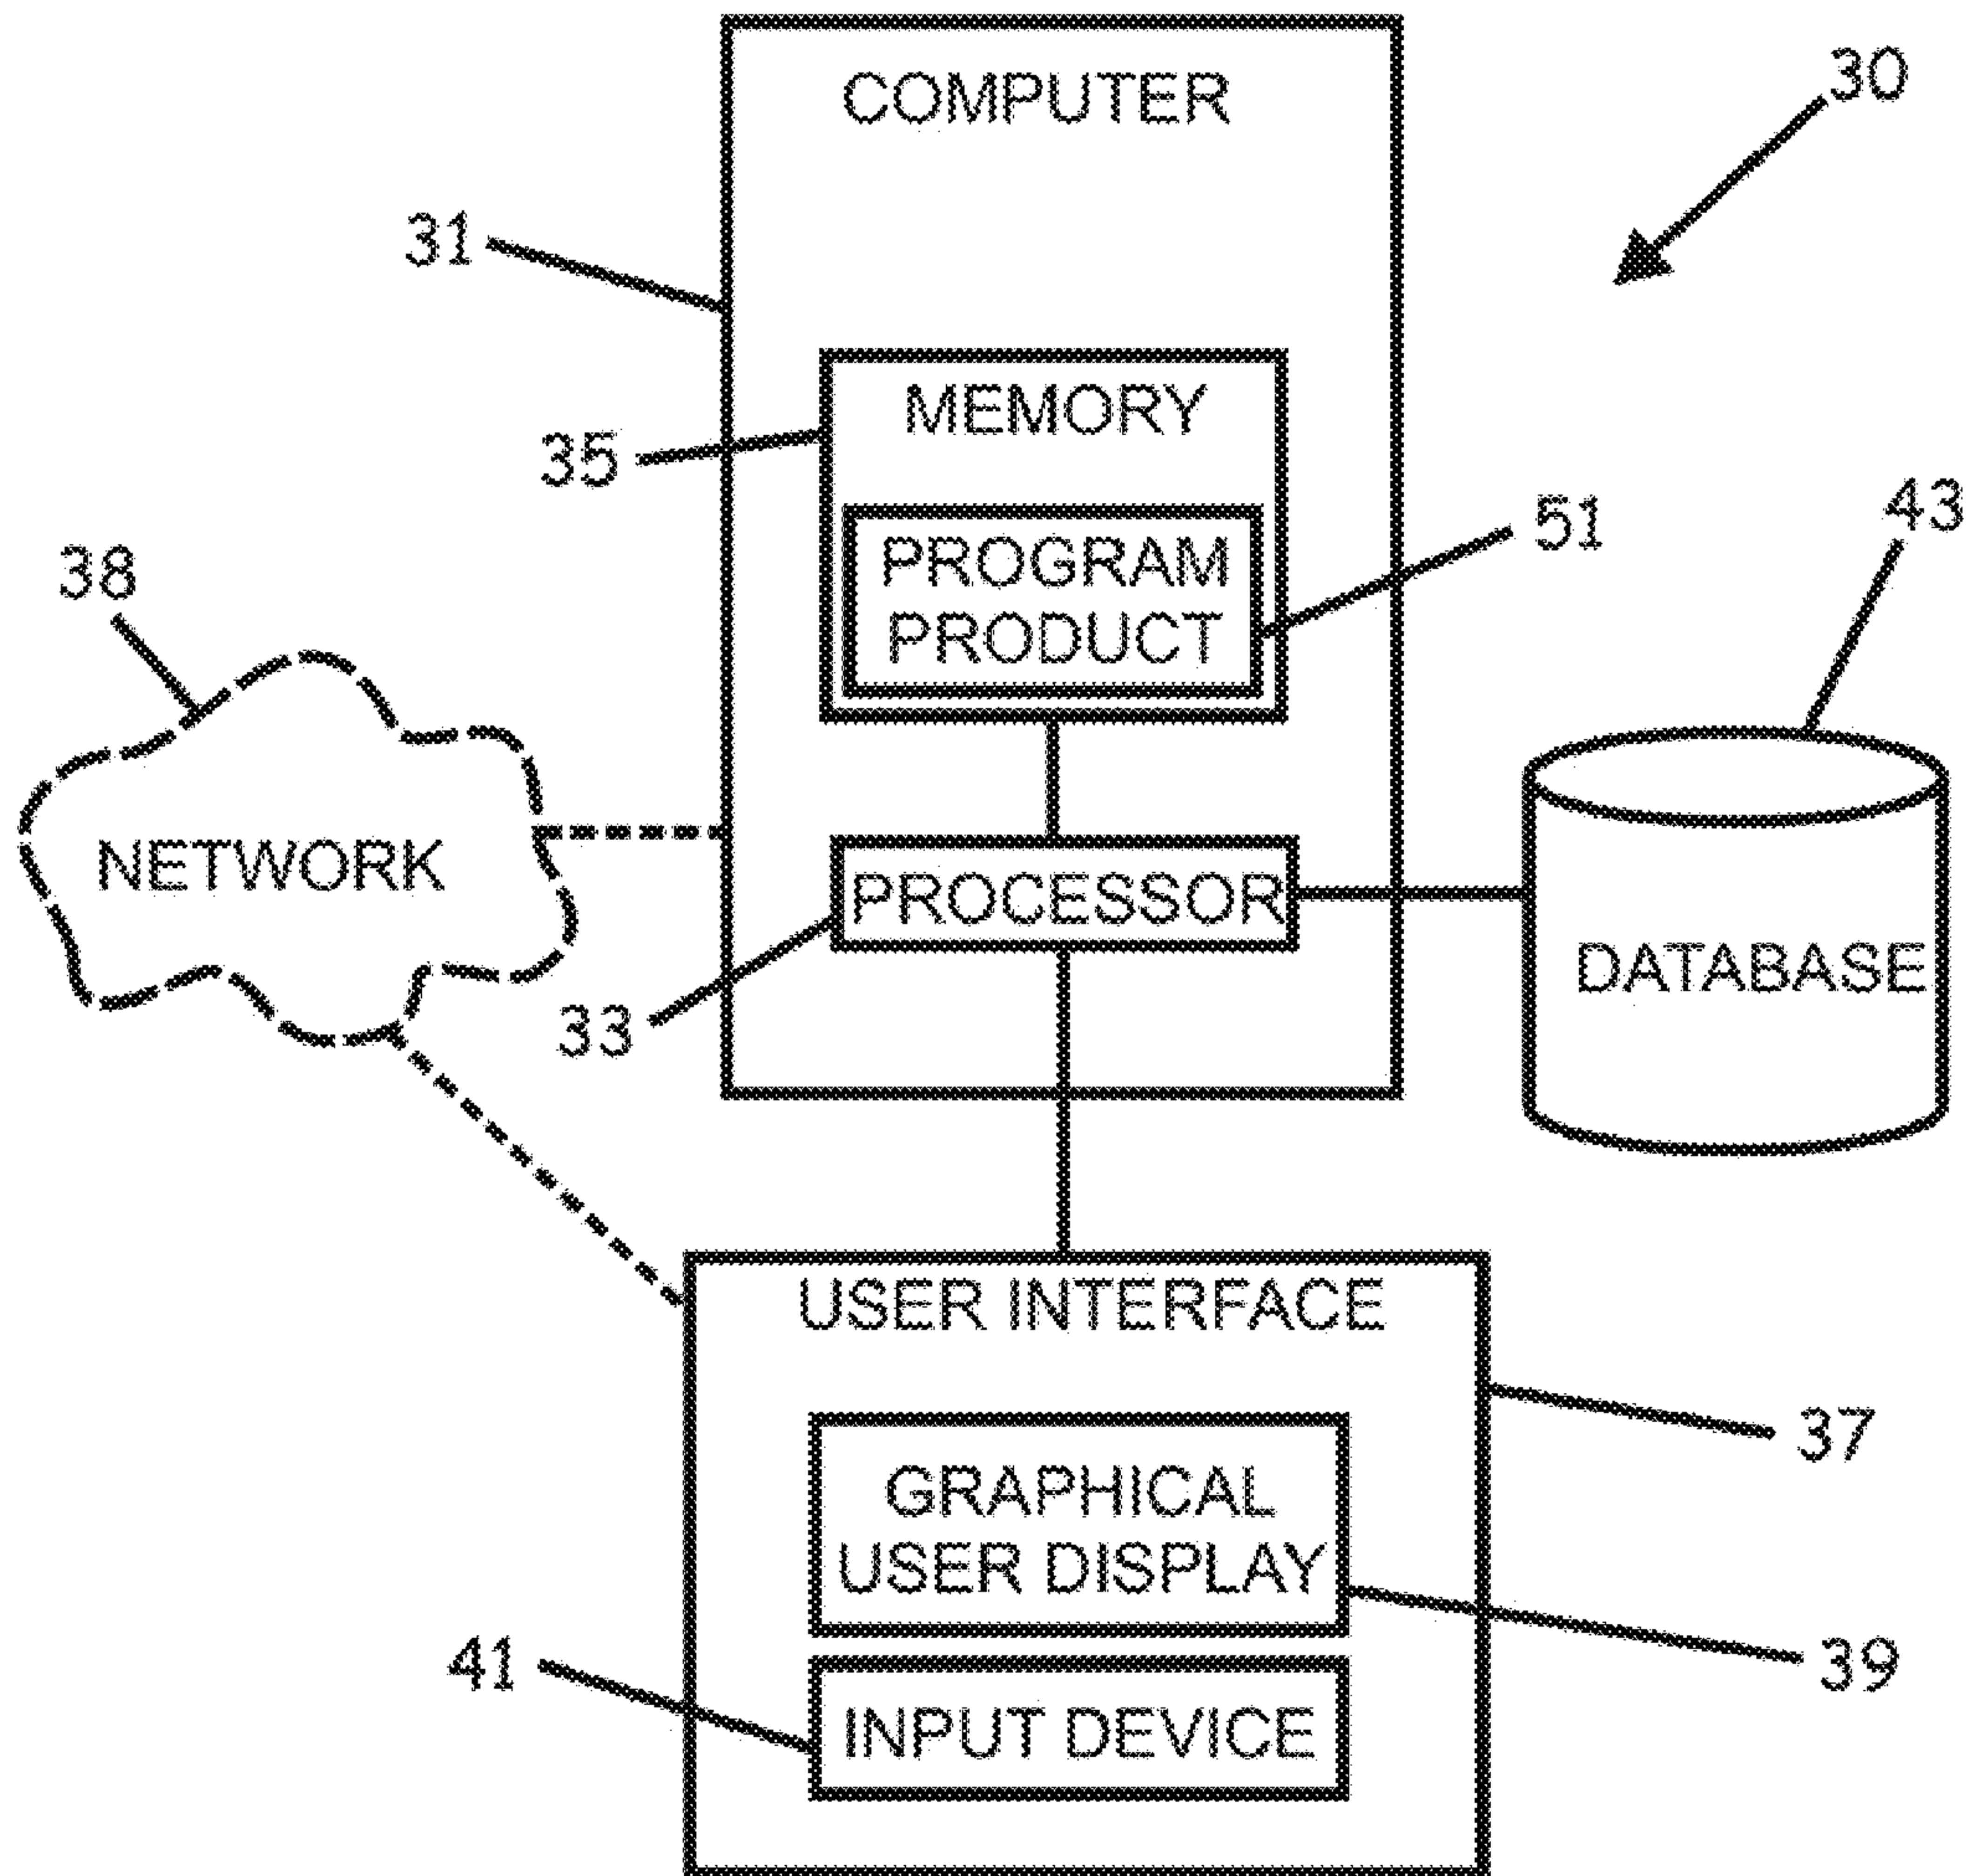 COMPUTER
30
31
MEMORY
35
PROGRAM
PRODUCT
51
43
38
NETWORK
PROCESSOR
DATABASE
33
USER INTERFACE
37
GRAPHICAL
USER DISPLAY
39
41
INPUT DEVICE